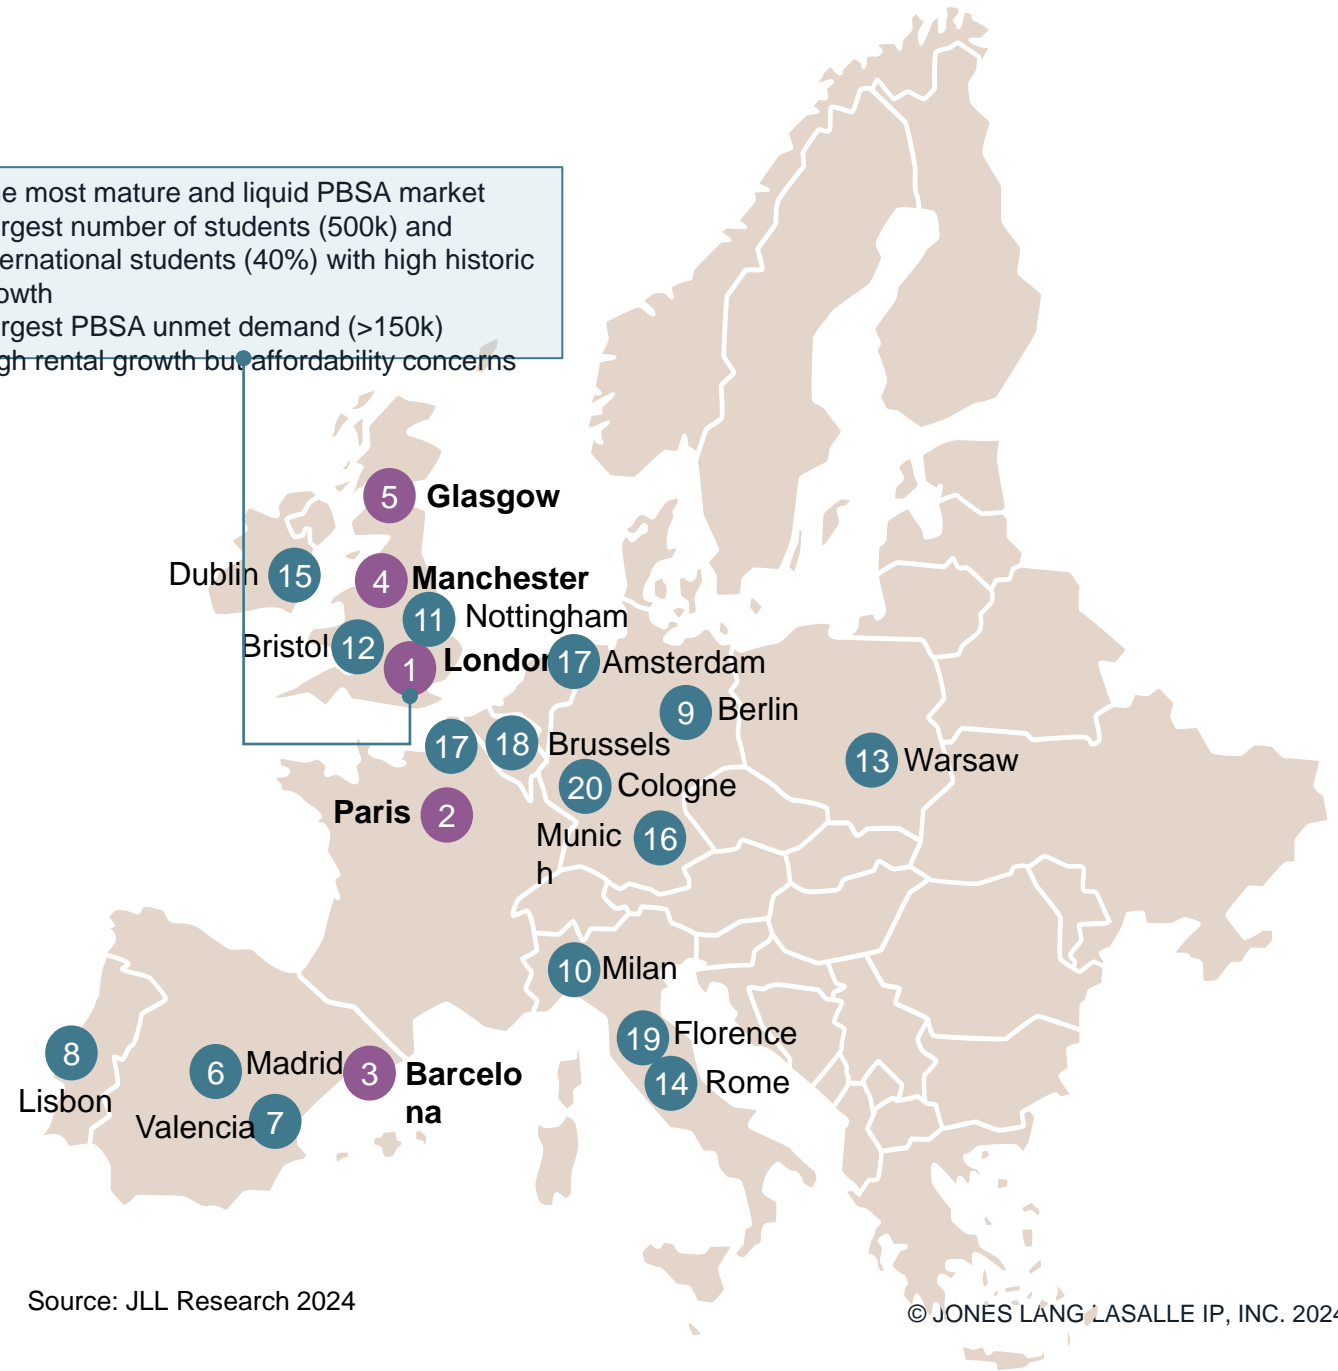 e most mature and liquid PBSA market
rgest number of students (500k) and
ernational students (40%) with high historic
owth
rgest PBSA unmet demand (>150k)
gh rental growth but affordability concerns
5 Glasgow
Dublin 15
4 Manchester
11 Nottingham
Bristol 12
1 London
17 Amsterdam
9 Berlin
17
18 Brussels
13 Warsaw
20 Cologne
Paris 2
Munic
h
16
10 Milan
19 Florence
8
Lisbon
6 Madrid
3 Barcelo
na
14 Rome
Valencia 7
Source: JLL Research 2024
© JONES LANG LASALLE IP, INC. 2024